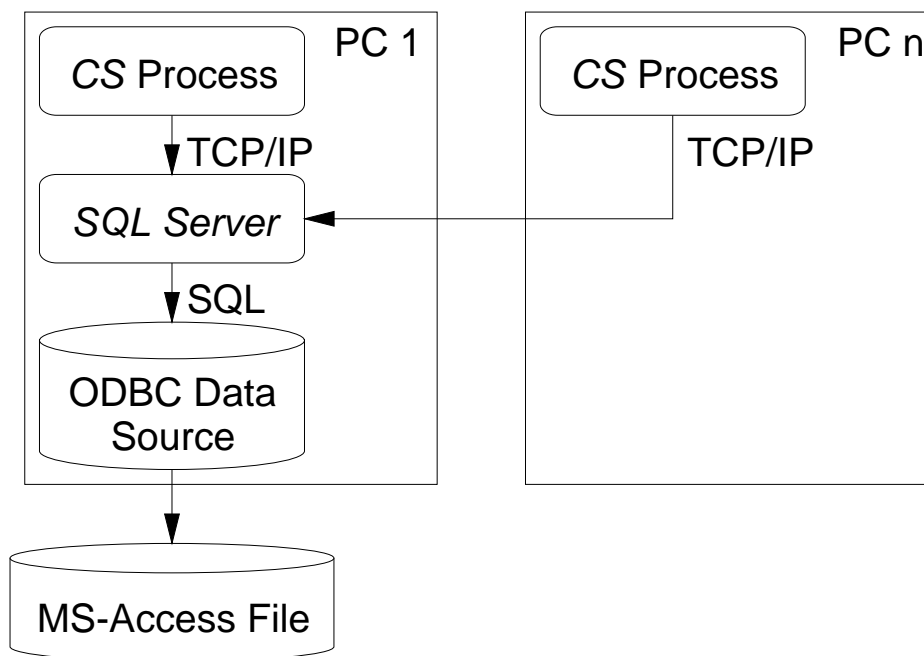 PC 1
CS Process
TCP/IP
SQL Server
SQL
ODBC Data
Source
MS-Access File
PC n
CS Process
TCP/IP